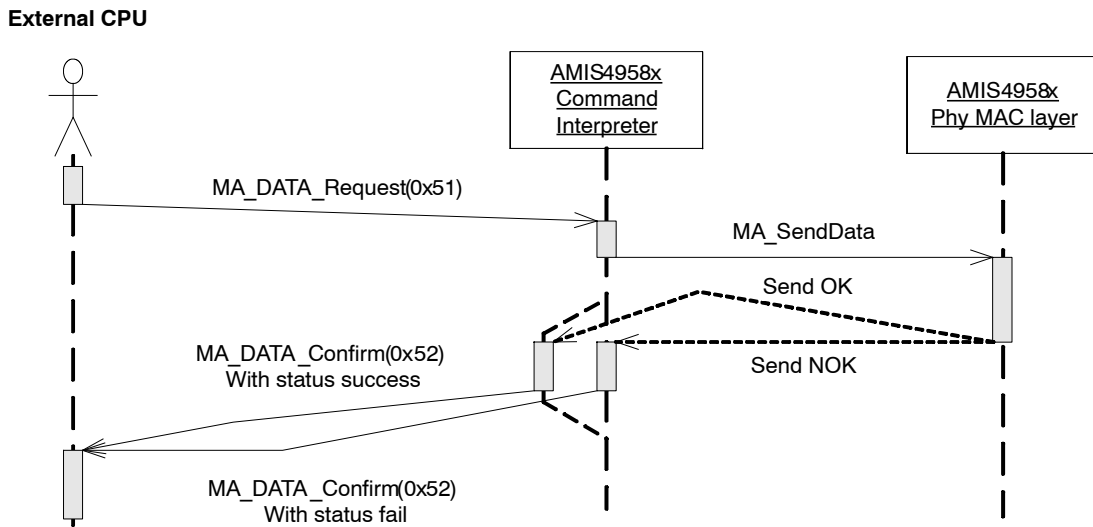 External CPU
AMIS4958x
Command
Interpreter
AMIS4958x
Phy MAC layer
MA_DATA_Request(0x51)
MA_SendData
Send OK
MA_DATA_Confirm(0x52)
With status success
Send NOK
MA_DATA_Confirm(0x52)
With status fail